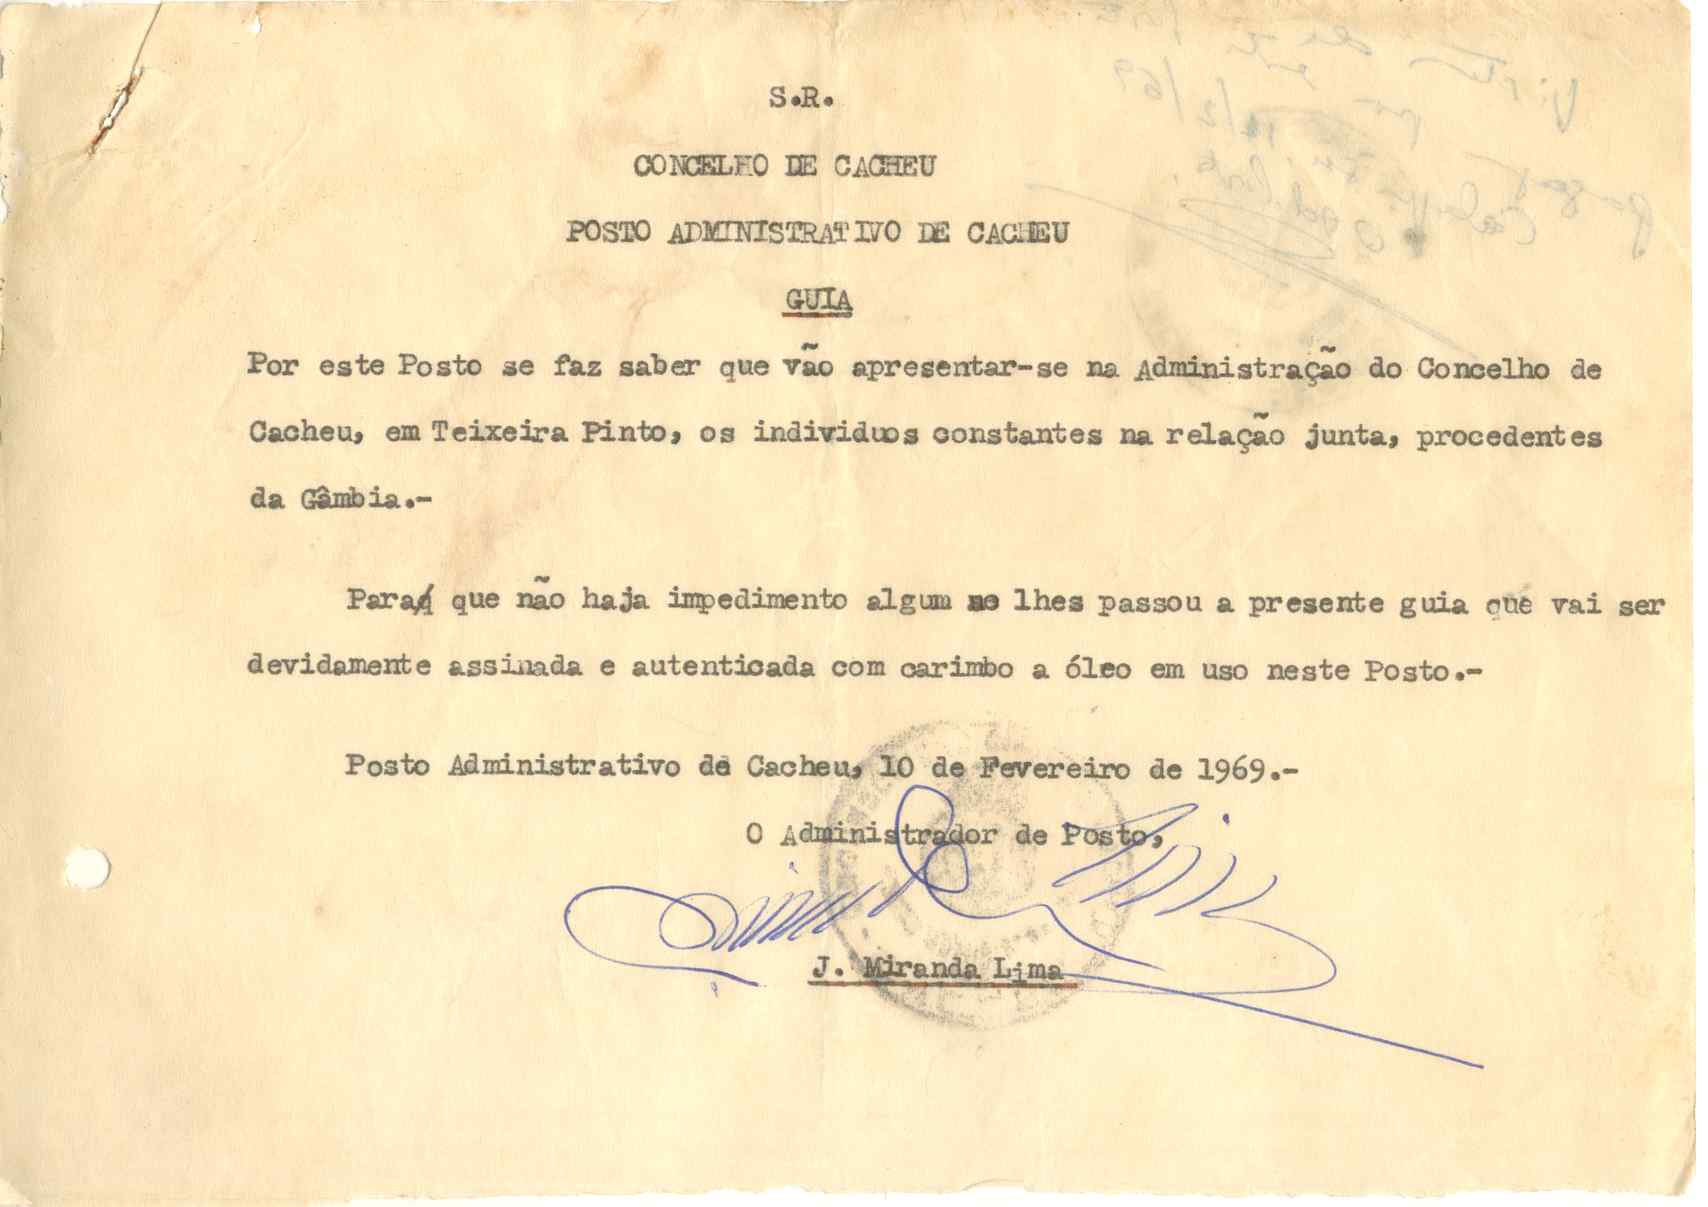 S.R.
CONCELHO DE CACHEU
POSTO ADMINISTRATIVO DE CACHEU
GUIA
Por este Posto se faz saber que vão apresentar-se na Administração do Concelho de
Cacheu, em Teixeira Pinto, os individuos constantes na relação junta, procedentes
da Gâmbia.-
Para que não haja impedimento algum se lhes passou a presente guia que vai ser
devidamente assinada e autenticada com carimbo a óleo em uso neste Posto.-
Posto Administrativo de Cacheu, 10 de Fevereiro de 1969.-
O Administrador de Posto,
J. Miranda Lima